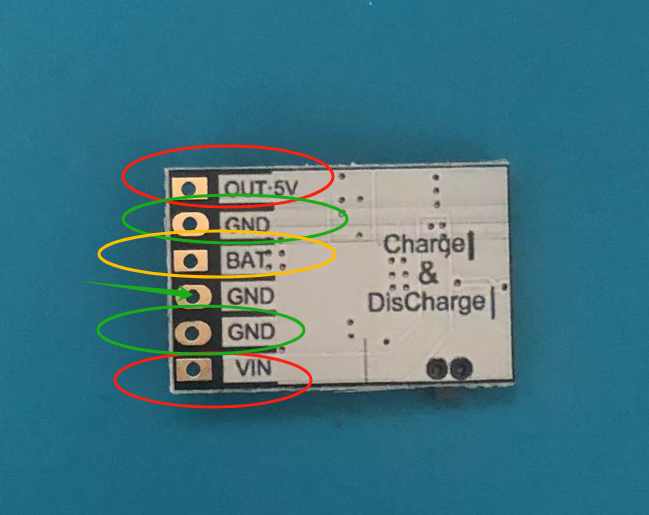 OUT·5V
GND
BAT
GND
GND
VIN
Charge
&
DisCharge